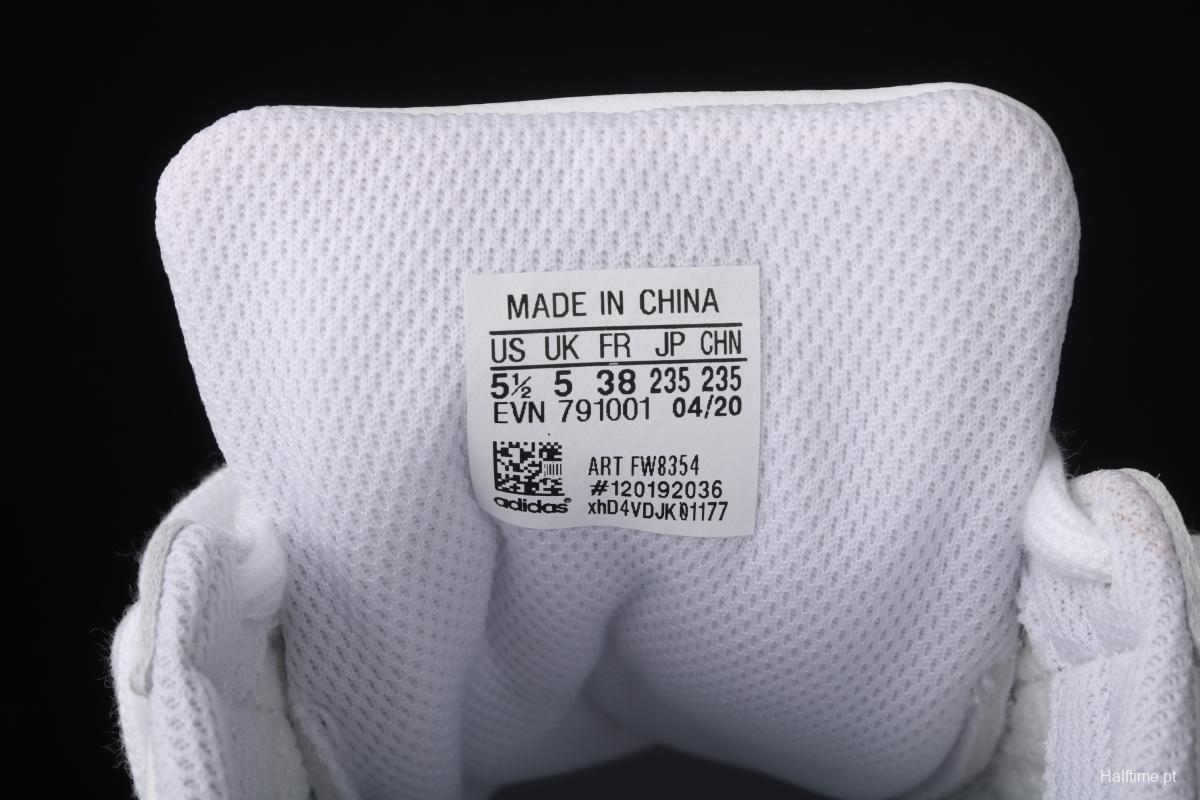 MADE IN CHINA
US UK FR JP CHN
5½ 5 38 235 235
EVN 791001 04/20
ART FW8354
#120192036
adidas® xhD4VDJK01177
Halftime.pt